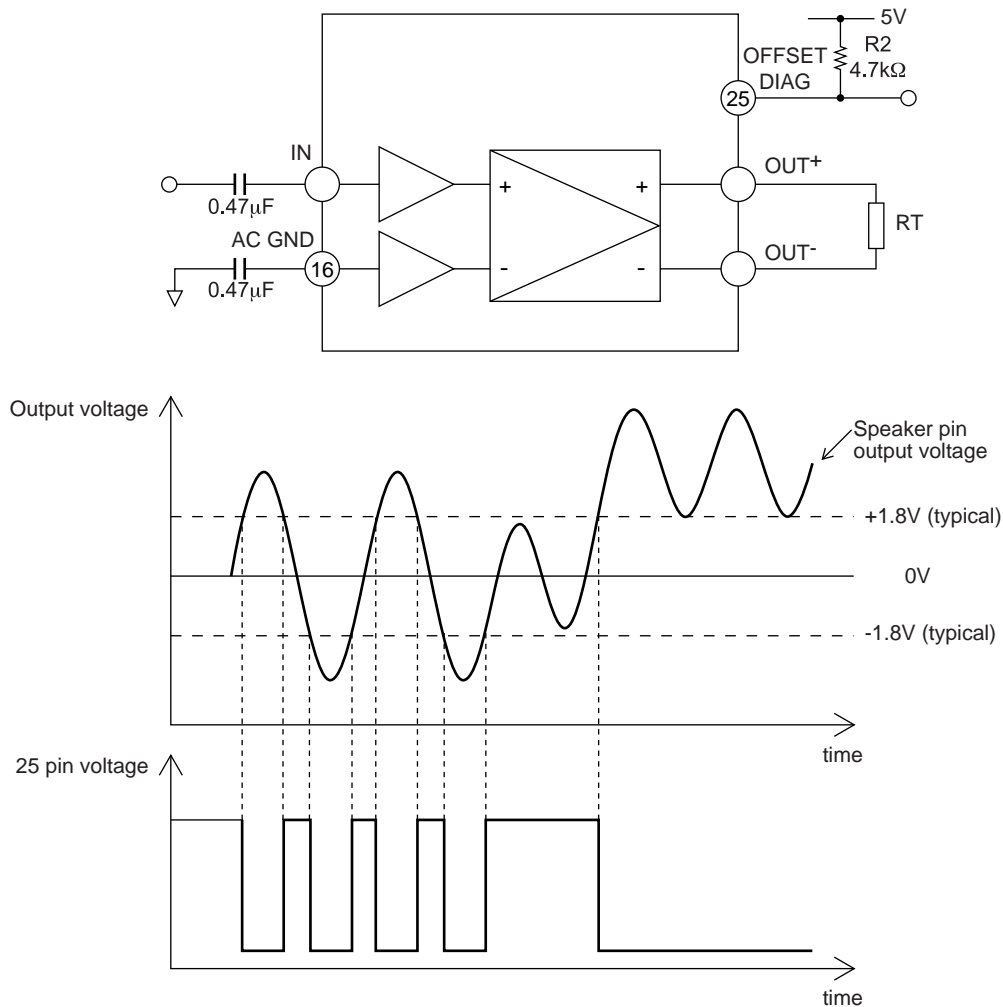 5V
OFFSET
DIAG
R2
4.7kΩ
25
IN
OUT+
0.47μF
+
+
RT
AC GND
OUT-
16
-
-
0.47μF
Output voltage
Speaker pin
output voltage
+1.8V (typical)
0V
-1.8V (typical)
time
25 pin voltage
time